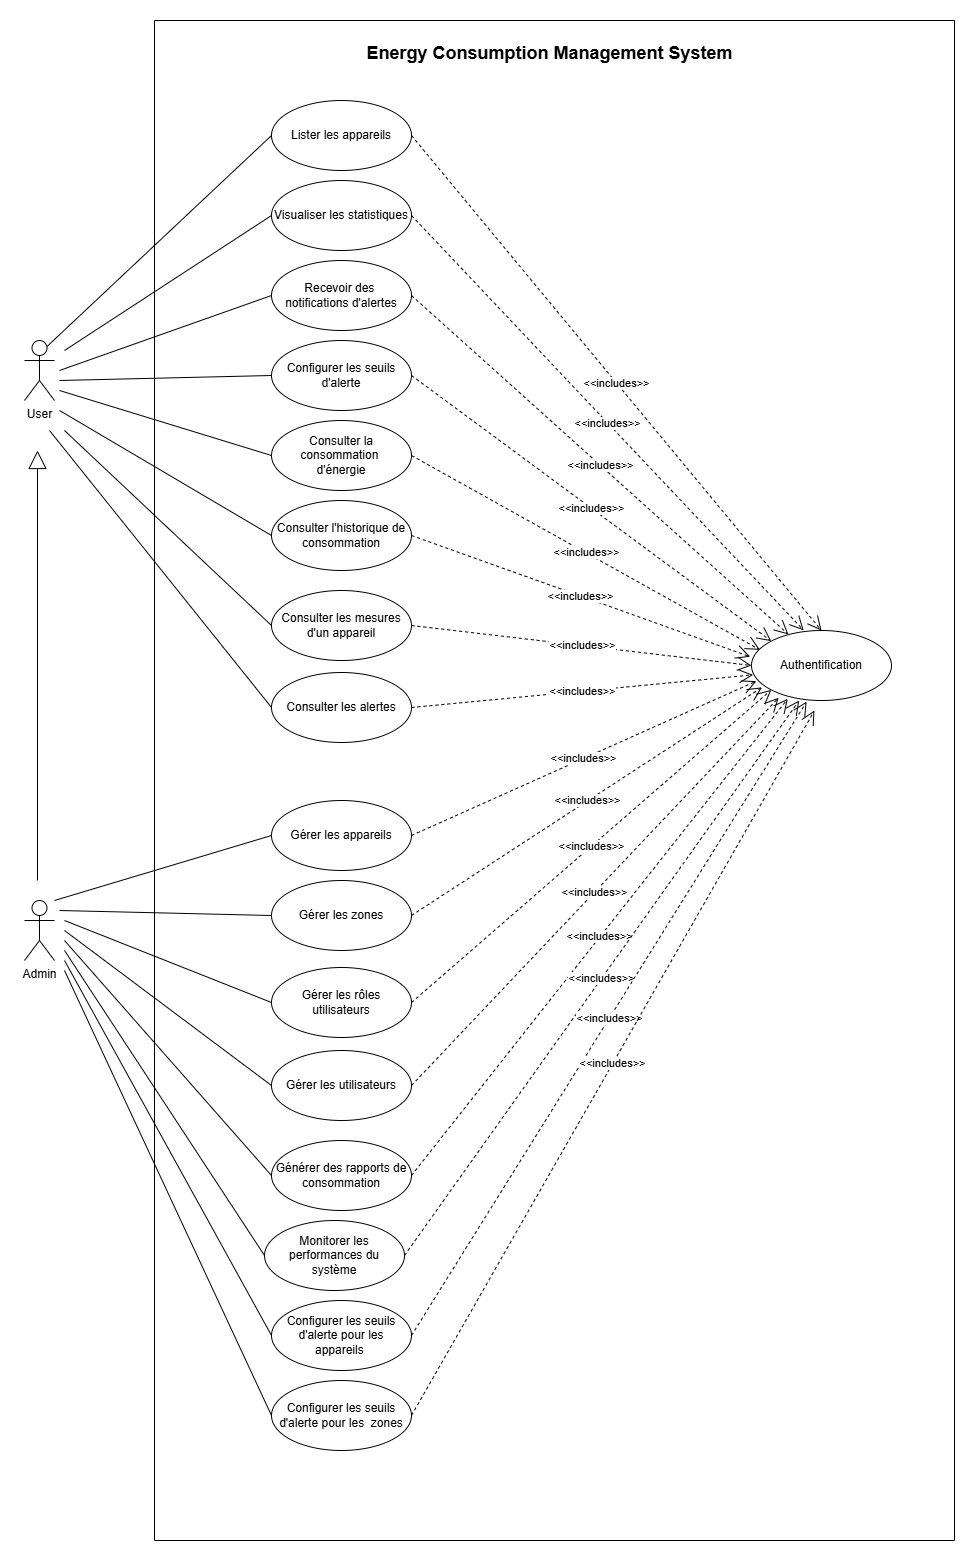 Energy Consumption Management System
Lister les appareils
Visualiser les statistiques
Recevoir des
notifications d'alertes
Configurer les seuils
d'alerte
Consulter la
consommation
d'énergie
Consulter l'historique de
consommation
Consulter les mesures
d'un appareil
Consulter les alertes
User
<<includes>>
<<includes>>
<<includes>>
<<includes>>
<<includes>>
<<includes>>
<<includes>>
<<includes>>
Authentification
Gérer les appareils
Gérer les zones
Gérer les rôles
utilisateurs
Gérer les utilisateurs
Générer des rapports de
consommation
Monitorer les
performances du
système
Configurer les seuils
d'alerte pour les
appareils
Configurer les seuils
d'alerte pour les  zones
Admin
<<includes>>
<<includes>>
<<includes>>
<<includes>>
<<includes>>
<<includes>>
<<includes>>
<<includes>>